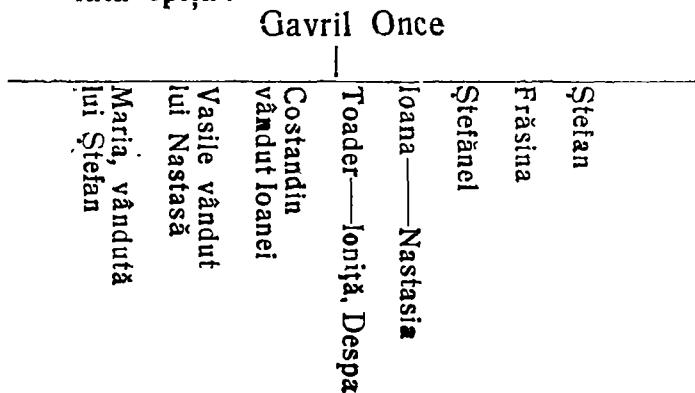 Gavril Once
Maria, vândută
lui Ștefan
Vasile vândut
lui Nastasă
Costandin
vândut Ioanei
Toader—Ioniță, Despa
Ioana—Nastasia
Ștefănel
Frăsina
Ștefan